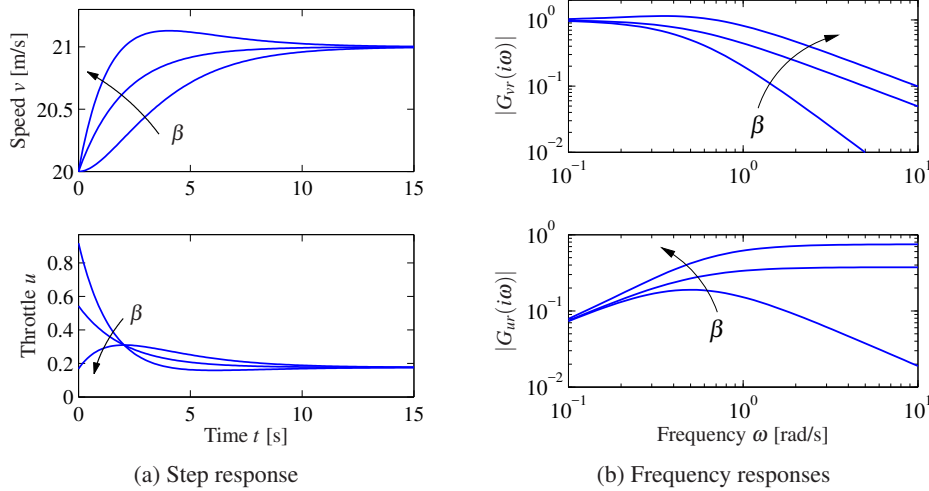 21
20.5
20
0
5
10
15
Speed v [m/s]
β
0.8
0.6
0.4
0.2
0
0
5
10
15
Throttle u
β
Time t [s]
(a) Step response
10^0
10^-1
10^-2
10^-1
10^0
10^1
|G_vr(iω)|
β
10^0
10^-1
10^-2
10^-1
10^0
10^1
|G_ur(iω)|
β
Frequency ω [rad/s]
(b) Frequency responses